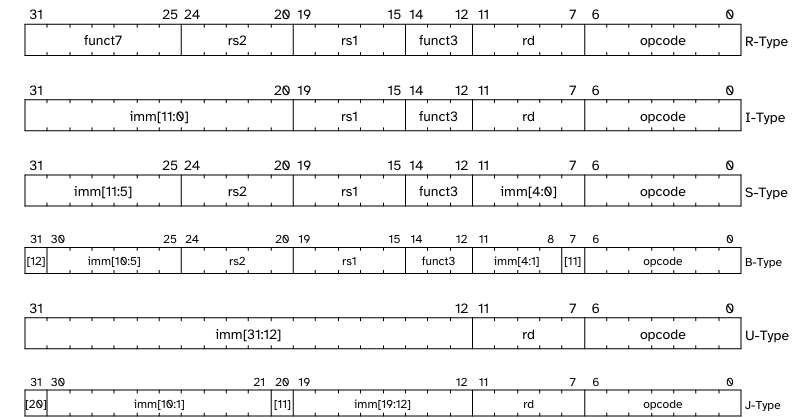 31 25 24 20 19 15 14 12 11 7 6 0
funct7 rs2 rs1 funct3 rd opcode R-Type
31 20 19 15 14 12 11 7 6 0
imm[11:0] rs1 funct3 rd opcode I-Type
31 25 24 20 19 15 14 12 11 7 6 0
imm[11:5] rs2 rs1 funct3 imm[4:0] opcode S-Type
31 30 25 24 20 19 15 14 12 11 8 7 6 0
[12] imm[10:5] rs2 rs1 funct3 imm[4:1] [11] opcode B-Type
31 12 11 7 6 0
imm[31:12] rd opcode U-Type
31 30 21 20 19 12 11 7 6 0
[20] imm[10:1] [11] imm[19:12] rd opcode J-Type